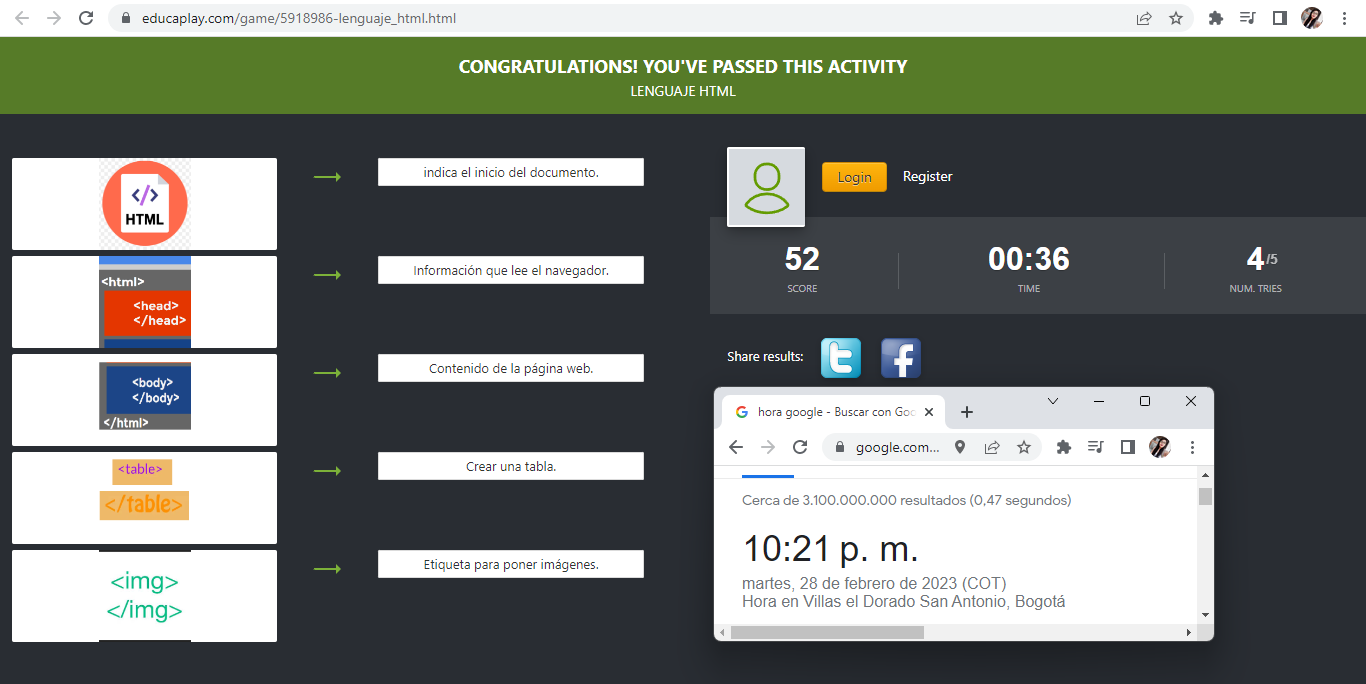 educaplay.com/game/5918986-lenguaje_html.html
CONGRATULATIONS! YOU'VE PASSED THIS ACTIVITY
LENGUAJE HTML
</>
HTML
indica el inicio del documento.
<html>
<head>
</head>
Información que lee el navegador.
<body>
</body>
</html>
Contenido de la página web.
<table>
</table>
Crear una tabla.
<img>
</img>
Etiqueta para poner imágenes.
Login
Register
52
SCORE
00:36
TIME
4/5
NUM. TRIES
Share results:
hora google - Buscar con Goo
google.com...
Cerca de 3.100.000.000 resultados (0,47 segundos)
10:21 p. m.
martes, 28 de febrero de 2023 (COT)
Hora en Villas el Dorado San Antonio, Bogotá